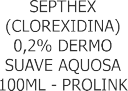 SEPTHEX
(CLOREXIDINA)
0,2% DERMO
SUAVE AQUOSA
100ML - PROLINK